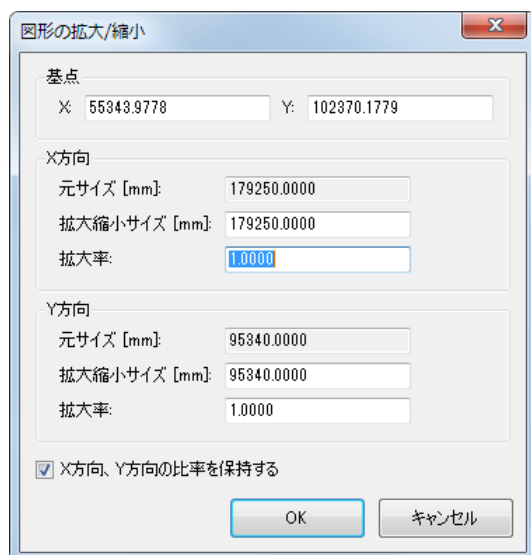 図形の拡大/縮小
基点
X: 55343.9778 Y: 102370.1779
X方向
元サイズ [mm]: 179250.0000
拡大縮小サイズ [mm]: 179250.0000
拡大率: 1.0000
Y方向
元サイズ [mm]: 95340.0000
拡大縮小サイズ [mm]: 95340.0000
拡大率: 1.0000
X方向、Y方向の比率を保持する
OK キャンセル